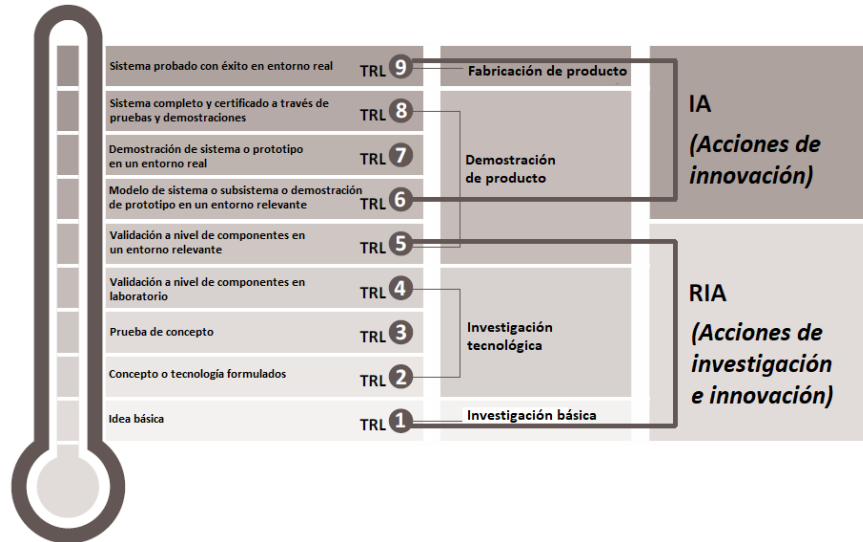 Sistema probado con éxito en entorno real
TRL 9
Fabricación de producto
Sistema completo y certificado a través de
pruebas y demostraciones
TRL 8
Demostración de sistema o prototipo
en un entorno real
TRL 7
Demostración
de producto
Modelo de sistema o subsistema o demostración
de prototipo en un entorno relevante
TRL 6
IA
(Acciones de
innovación)
Validación a nivel de componentes en
un entorno relevante
TRL 5
Validación a nivel de componentes en
laboratorio
TRL 4
Prueba de concepto
TRL 3
Investigación
tecnológica
Concepto o tecnología formulados
TRL 2
Idea básica
TRL 1
Investigación básica
RIA
(Acciones de
investigación
e innovación)